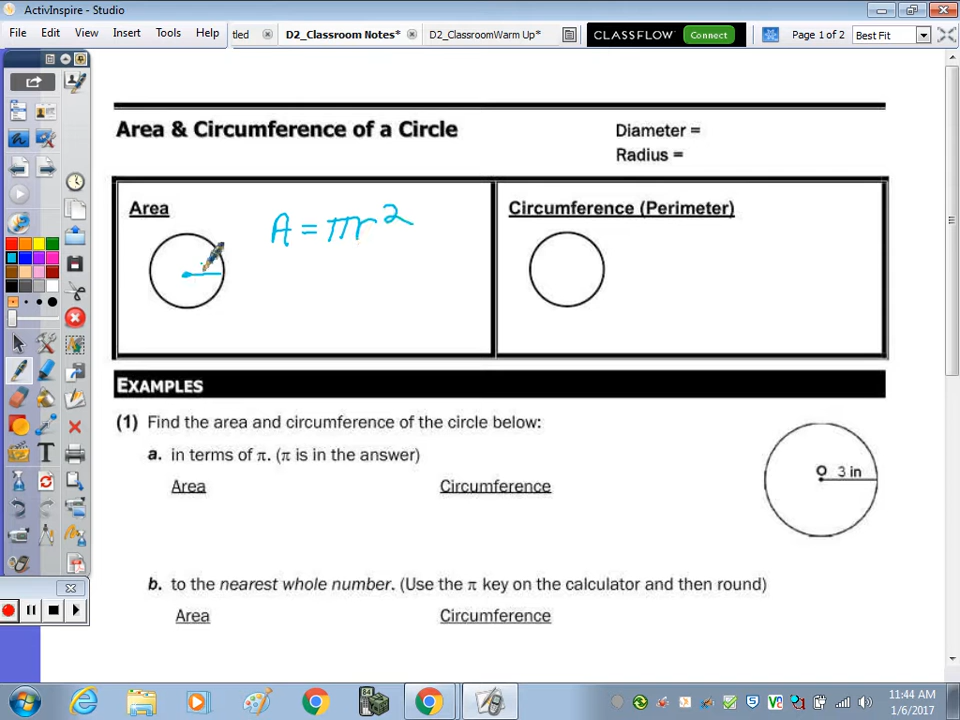 ActivInspire - Studio
File Edit View Insert Tools Help
tled D2_Classroom Notes* D2_ClassroomWarm Up* CLASSFLOW Connect Page 1 of 2 Best Fit
Area & Circumference of a Circle
Diameter =
Radius =
Area
A = πr²
Circumference (Perimeter)
EXAMPLES
(1) Find the area and circumference of the circle below:
a. in terms of π. (π is in the answer)
Area Circumference
O 3 in
b. to the nearest whole number. (Use the π key on the calculator and then round)
Area Circumference
11:44 AM
1/6/2017